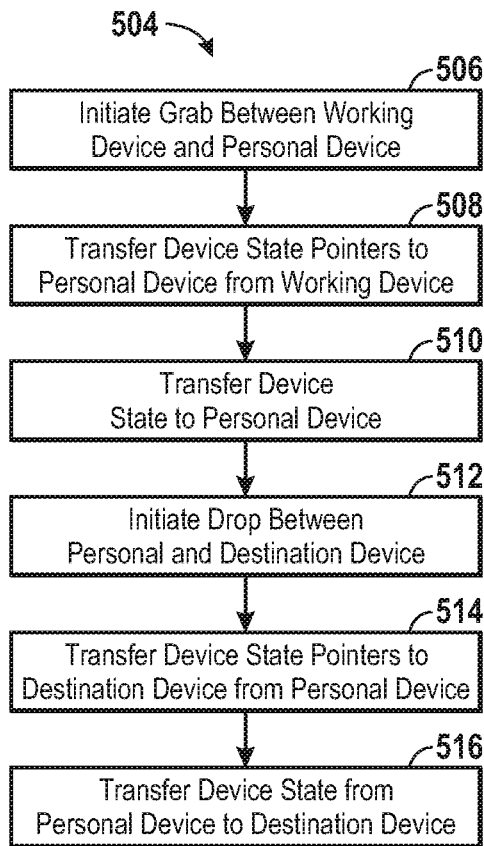 504
506
Initiate Grab Between Working
Device and Personal Device
508
Transfer Device State Pointers to
Personal Device from Working Device
510
Transfer Device
State to Personal Device
512
Initiate Drop Between
Personal and Destination Device
514
Transfer Device State Pointers to
Destination Device from Personal Device
516
Transfer Device State from
Personal Device to Destination Device